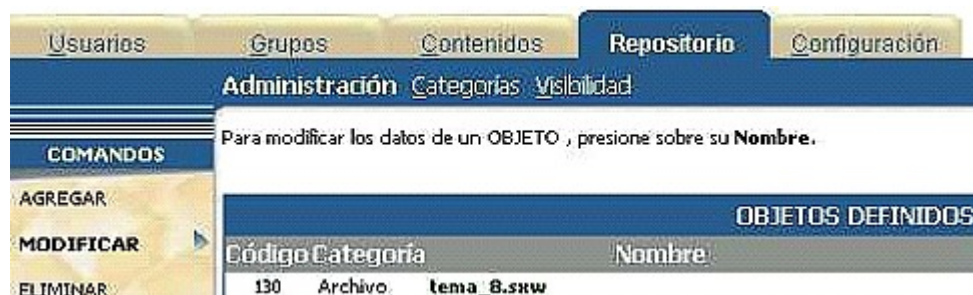 Usuarios Grupos Contenidos Repositorio Configuración
Administración Categorías Visibilidad
Para modificar los datos de un OBJETO , presione sobre su Nombre.
COMANDOS
AGREGAR
MODIFICAR
ELIMINAR
OBJETOS DEFINIDOS
Código Categoría Nombre
130 Archivo tema_8.sxw